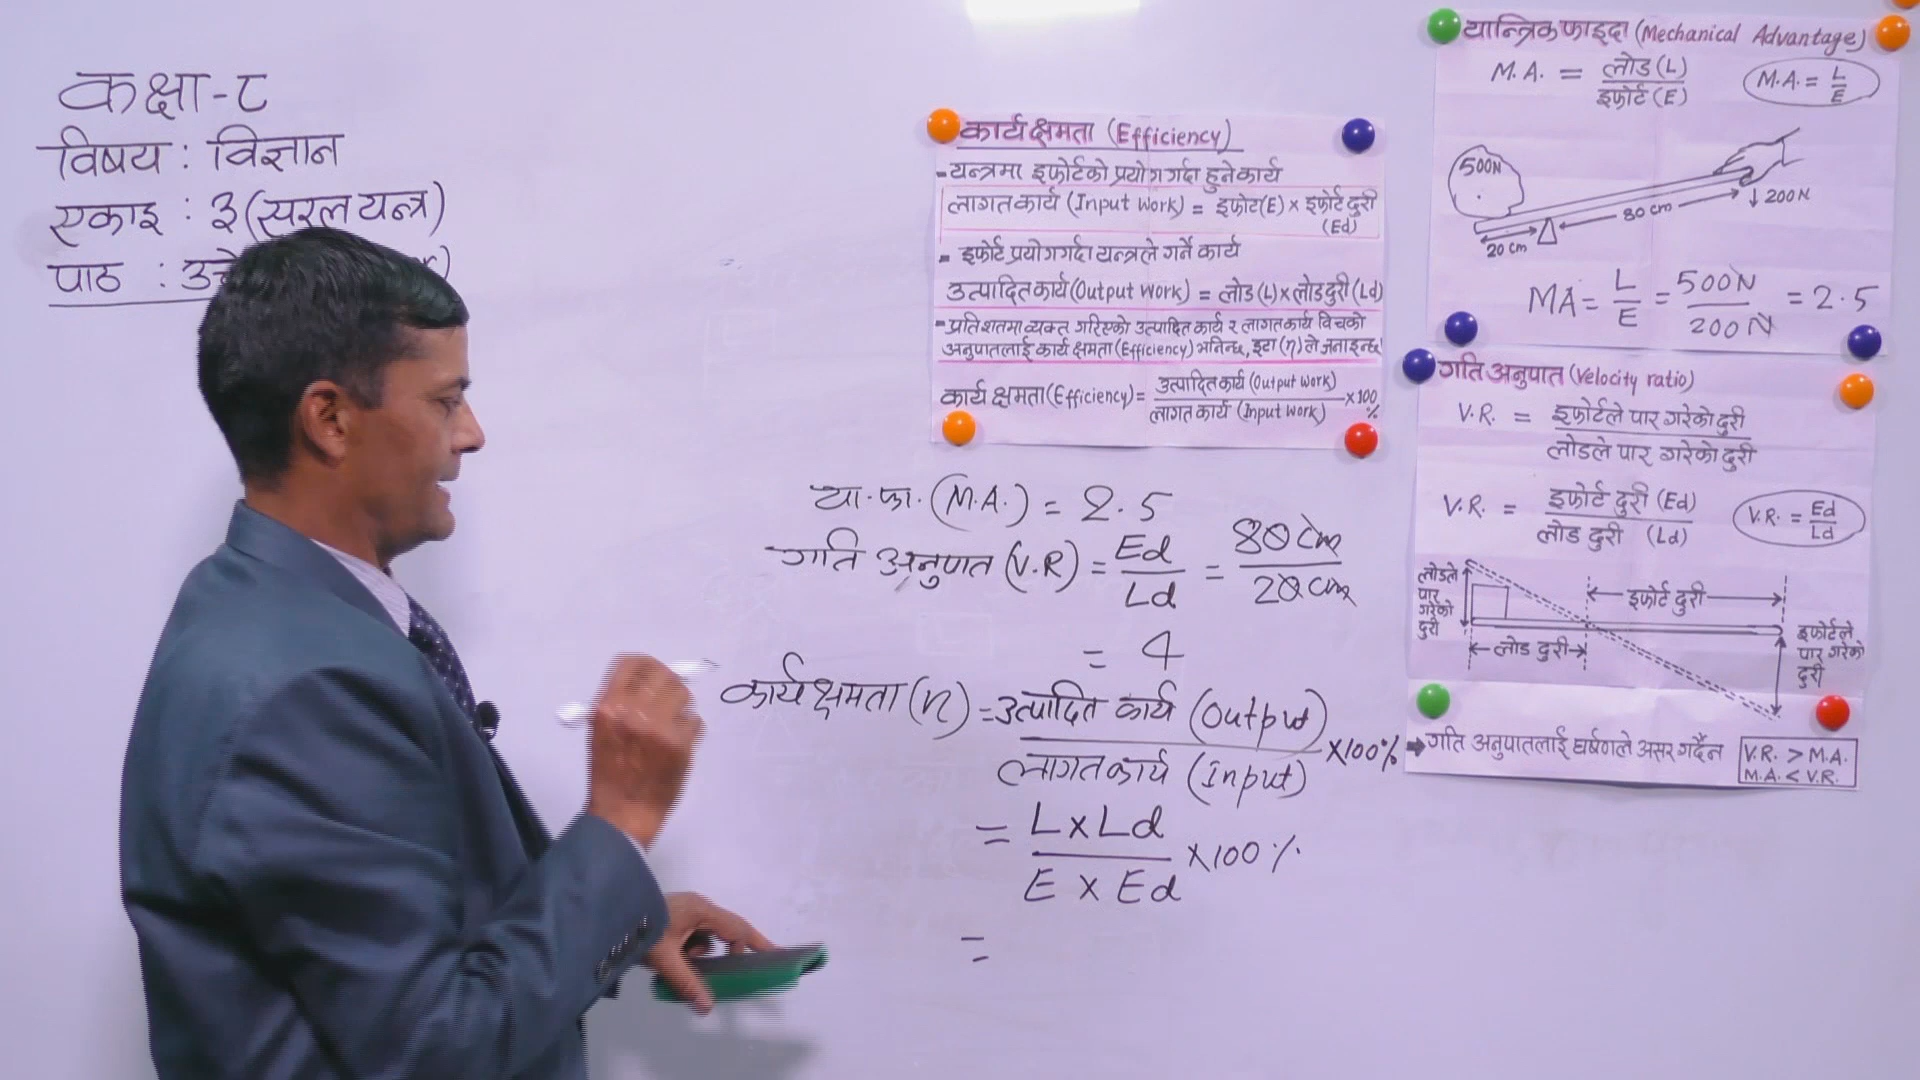 कक्षा-८
विषय : विज्ञान
एकाइ : ३ (सरल यन्त्र)
पाठ :
कार्यक्षमता (Efficiency)
- यन्त्रमा इफोर्टको प्रयोग गर्दा हुने कार्य
लागत कार्य (Input Work) = इफोर्ट(E) × इफोर्ट दुरी (Ed)
- इफोर्ट प्रयोग गर्दा यन्त्रले गर्ने कार्य
उत्पादित कार्य (Output Work) = लोड (L) × लोड दुरी (Ld)
- प्रतिशतमा व्यक्त गरिएको उत्पादित कार्य र लागत कार्य विचको
अनुपातलाई कार्य क्षमता (Efficiency) भनिन्छ, इटा (η) ले जनाइन्छ
कार्य क्षमता (Efficiency) = उत्पादित कार्य (Output Work) / लागत कार्य (Input Work) × 100 %
या. फा. (M.A.) = 2.5
गति अनुपात (V.R) = Ed / Ld = 80 cm / 20 cm
= 4
कार्यक्षमता (η) = उत्पादित कार्य (Output) / लागत कार्य (Input) × 100 %
= L × Ld / E × Ed × 100 %
=
यान्त्रिक फाइदा (Mechanical Advantage)
M.A. = लोड (L) / इफोर्ट (E)
M.A. = L / E
500N
↓ 200N
80 cm
20 cm
MA = L / E = 500N / 200N = 2.5
गति अनुपात (Velocity ratio)
V.R. = इफोर्टले पार गरेको दुरी / लोडले पार गरेको दुरी
V.R. = इफोर्ट दुरी (Ed) / लोड दुरी (Ld)
V.R. = Ed / Ld
लोडले
पार
गरेको
दुरी
इफोर्ट दुरी
लोड दुरी
इफोर्टले
पार गरेको
दुरी
→ गति अनुपातलाई घर्षणले असर गर्दैन
V.R. > M.A.
M.A. < V.R.